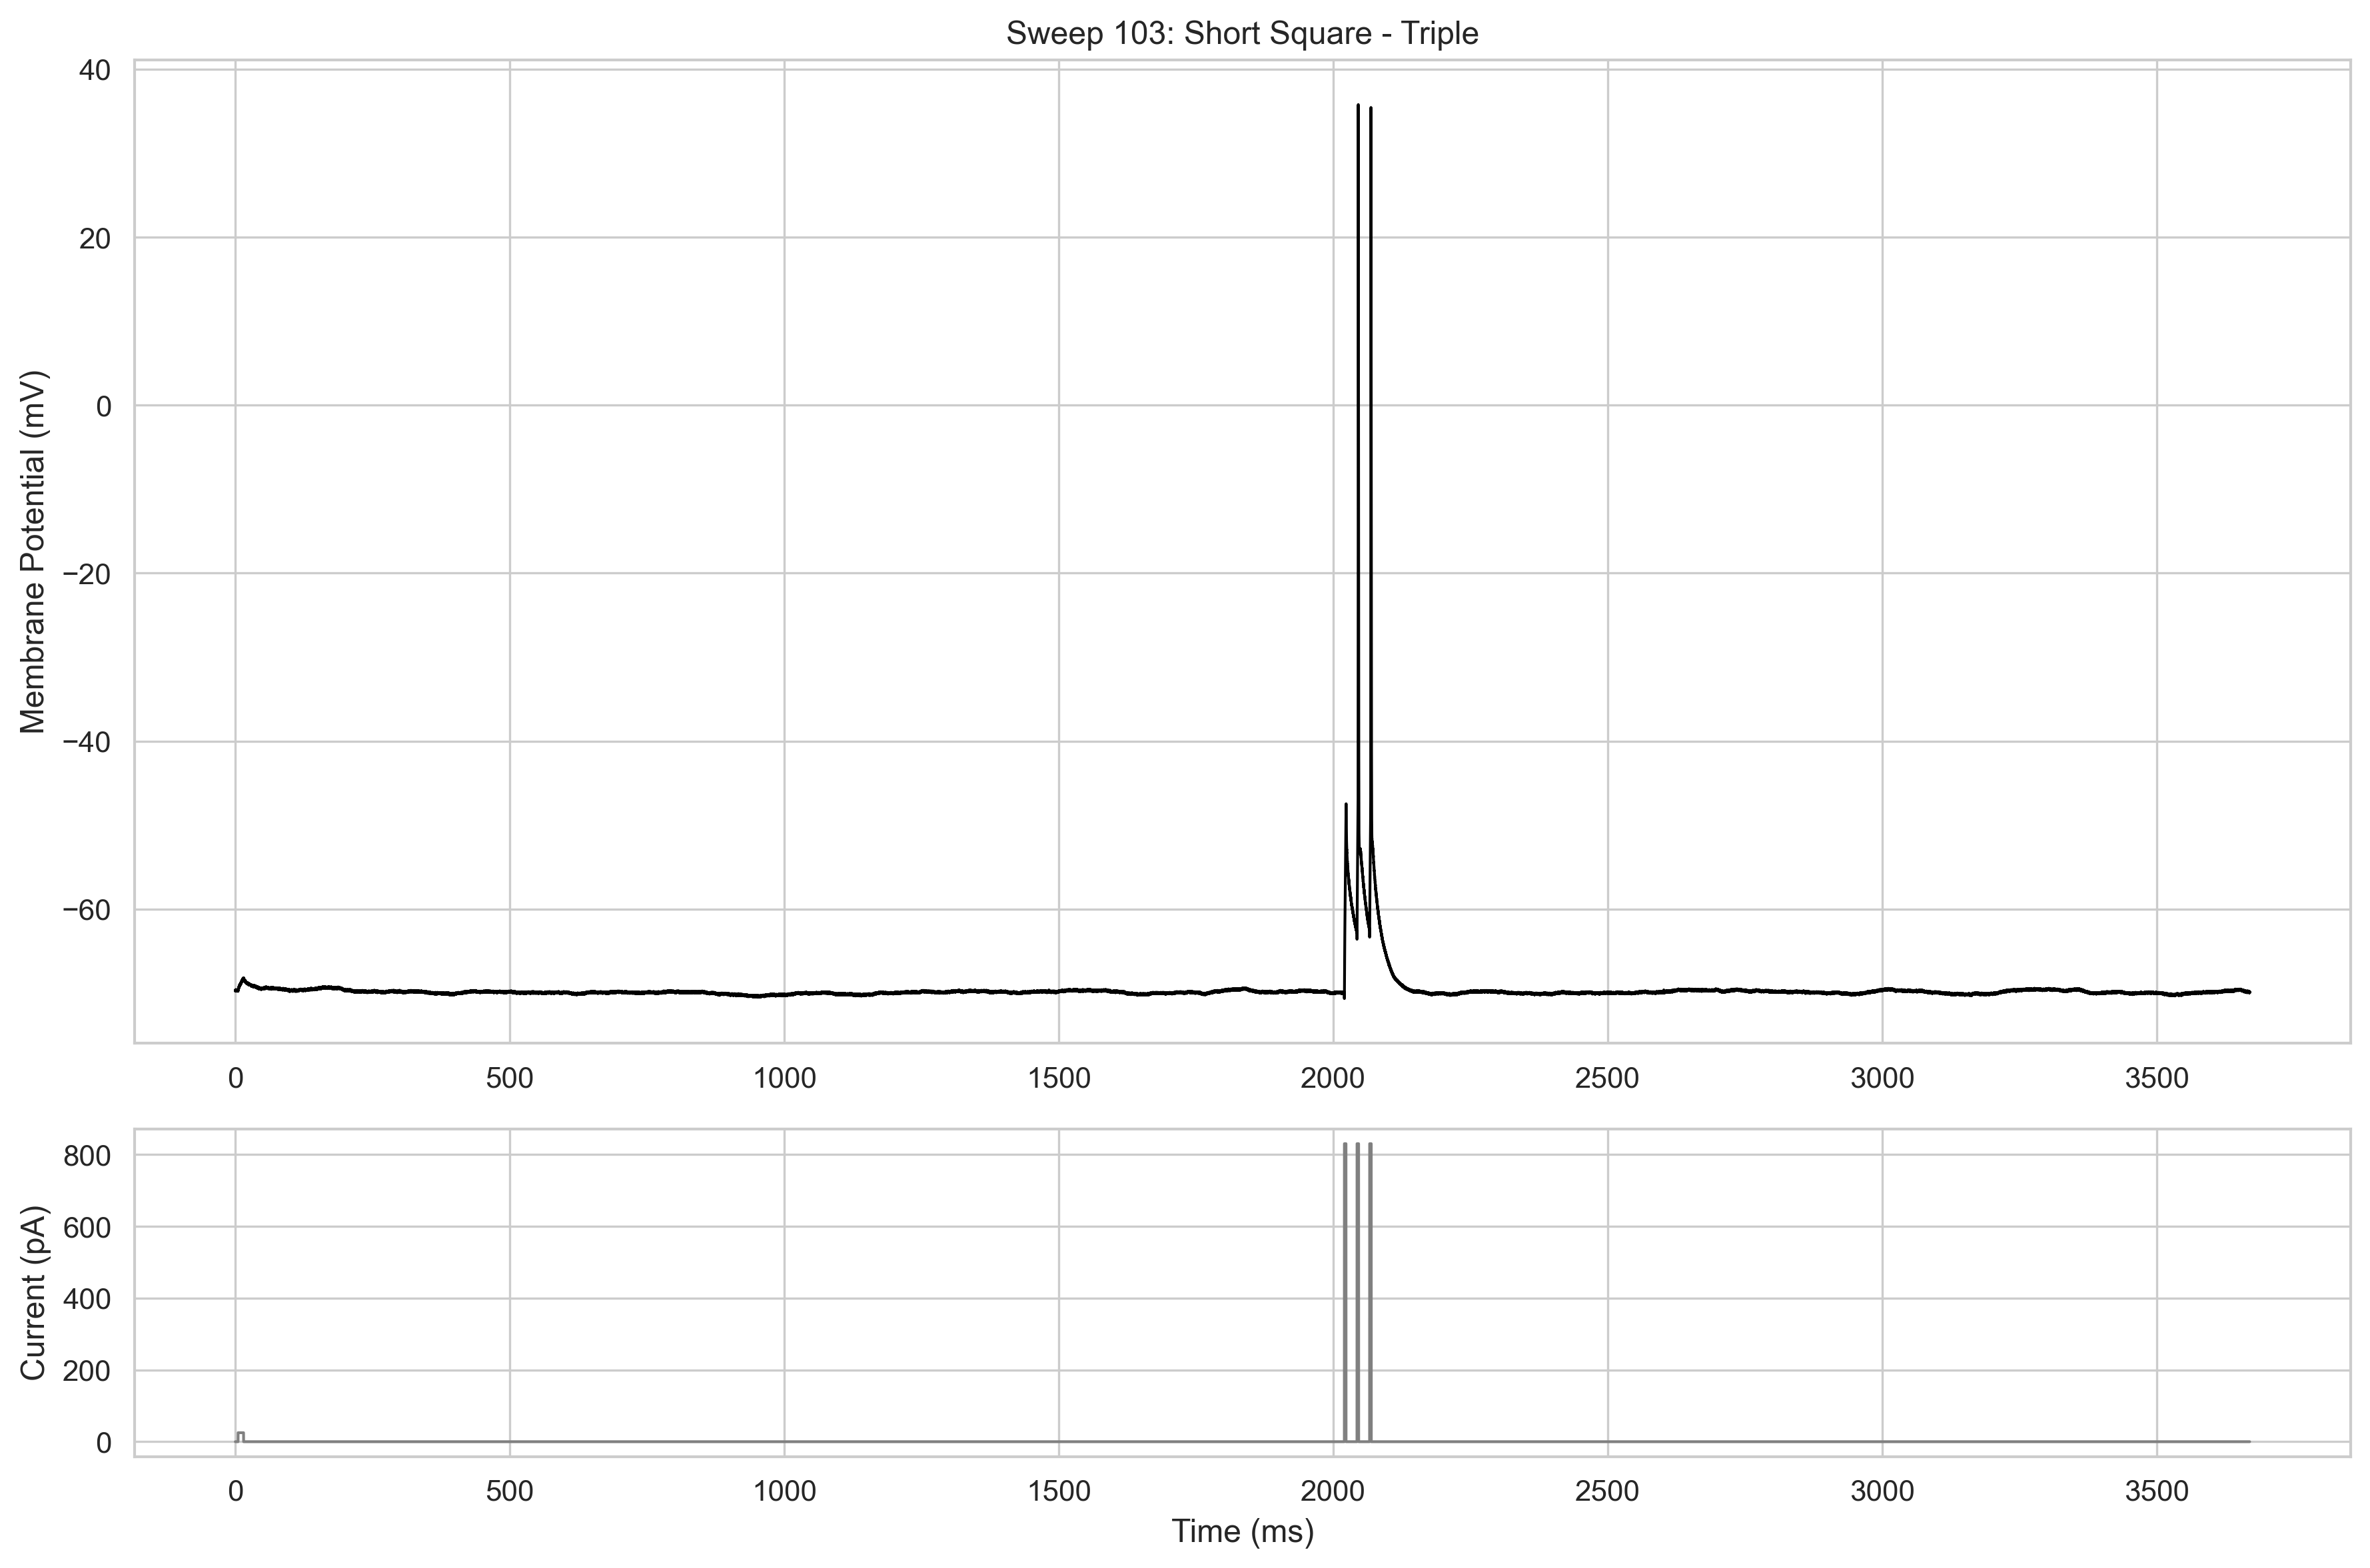 Sweep 103: Short Square - Triple
Membrane Potential (mV)
40
20
0
−20
−40
−60
0 500 1000 1500 2000 2500 3000 3500
Current (pA)
800
600
400
200
0
0 500 1000 1500 2000 2500 3000 3500
Time (ms)